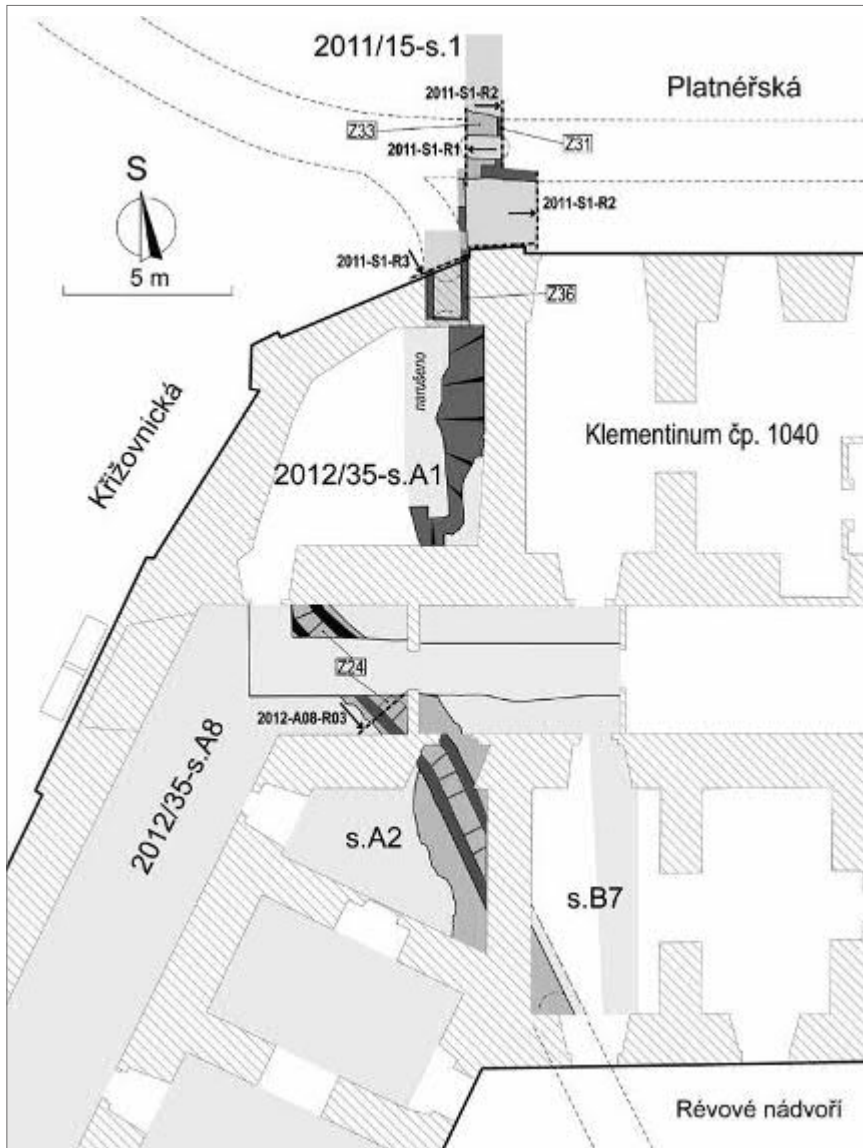 2011/15-s.1
Platnéřská
2011-S1-R2
Z33
Z31
2011-S1-R1
S
2011-S1-R2
2011-S1-R3
5 m
Z36
narušeno
Křižovnická
Klementinum čp. 1040
2012/35-s.A1
Z24
2012-A08-R03
2012/35-s.A8
s.A2
s.B7
Révové nádvoří